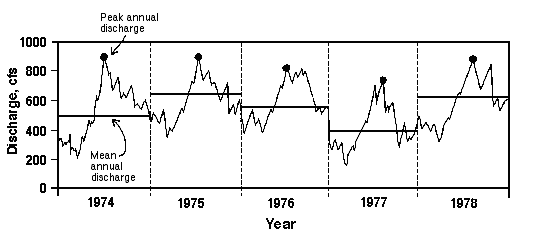 Peak annual
discharge
1000
800
600
400
200
0
Discharge, cfs
Mean
annual
discharge
1974
1975
1976
1977
1978
Year